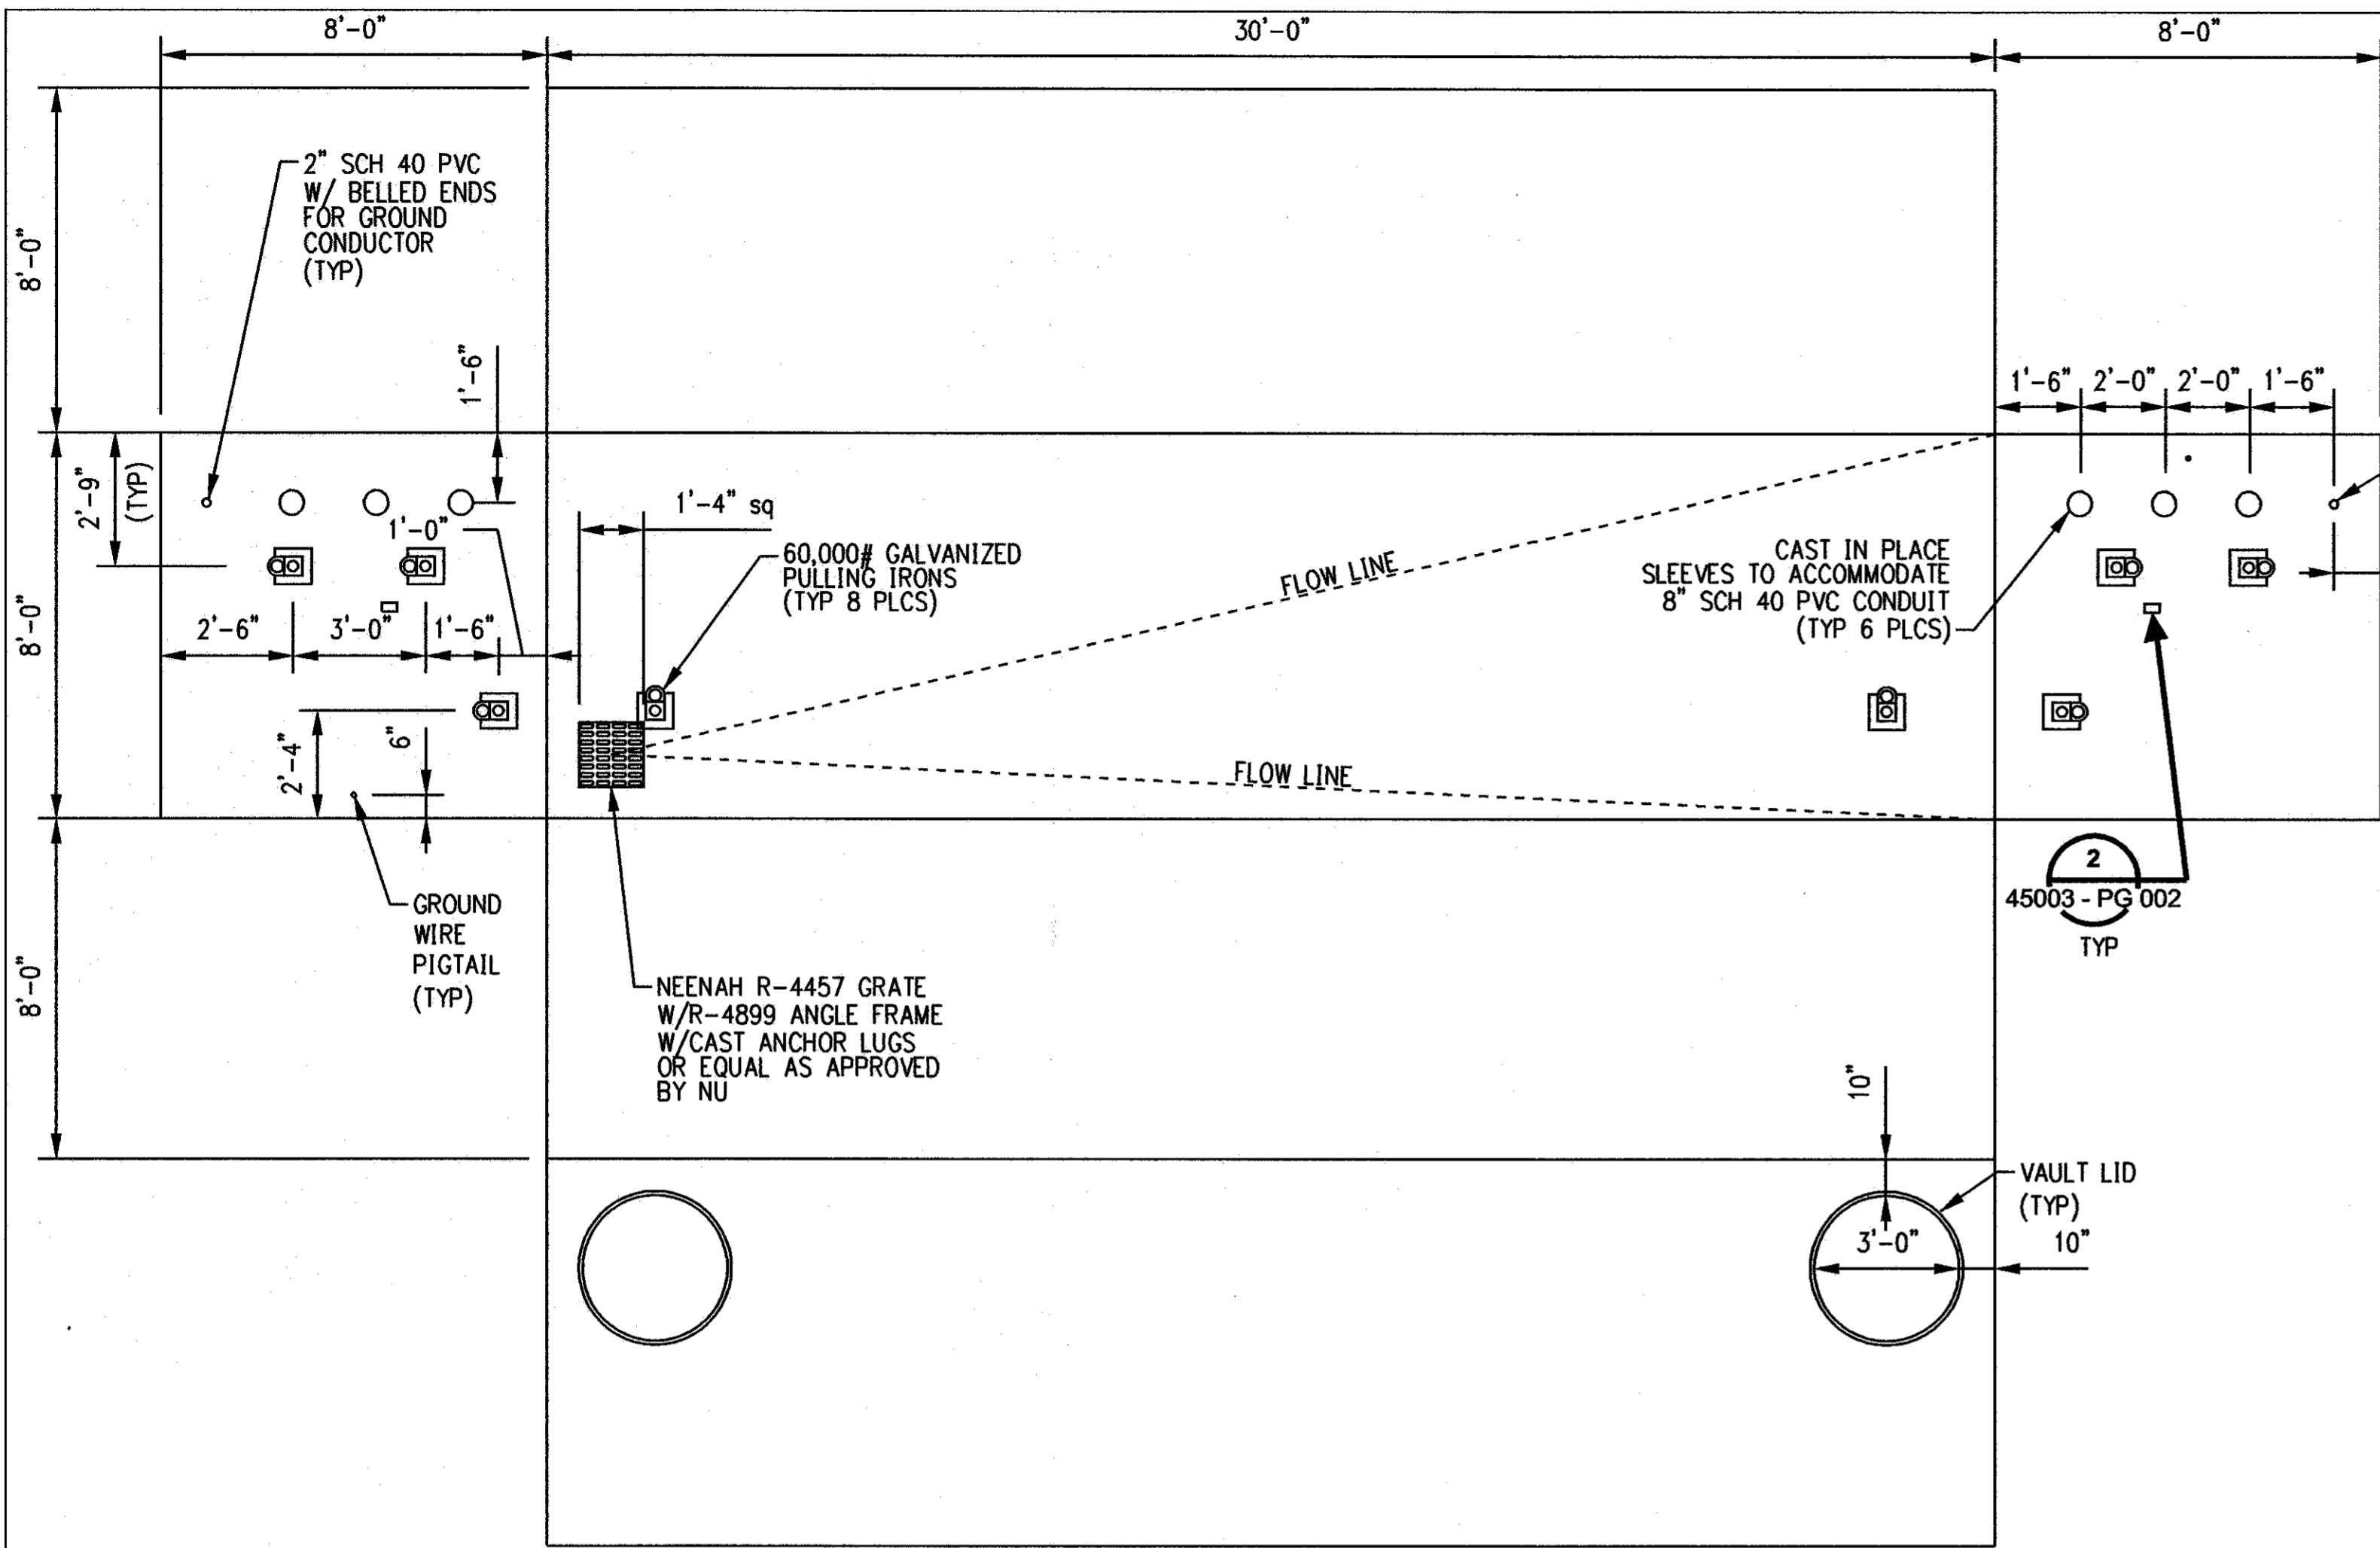 8'-0"
30'-0"
8'-0"
8'-0"
2" SCH 40 PVC
W/ BELLED ENDS
FOR GROUND
CONDUCTOR
(TYP)
1'-6"
1'-6"
2'-0"
2'-0"
1'-6"
2'-9"
(TYP)
1'-0"
1'-4" sq
60,000# GALVANIZED
PULLING IRONS
(TYP 8 PLCS)
FLOW LINE
CAST IN PLACE
SLEEVES TO ACCOMMODATE
8" SCH 40 PVC CONDUIT
(TYP 6 PLCS)
8'-0"
2'-6"
3'-0"
1'-6"
2'-4"
6"
FLOW LINE
GROUND
WIRE
PIGTAIL
(TYP)
2
45003 - PG 002
TYP
8'-0"
NEENAH R-4457 GRATE
W/R-4899 ANGLE FRAME
W/CAST ANCHOR LUGS
OR EQUAL AS APPROVED
BY NU
10"
VAULT LID
(TYP)
3'-0"
10"